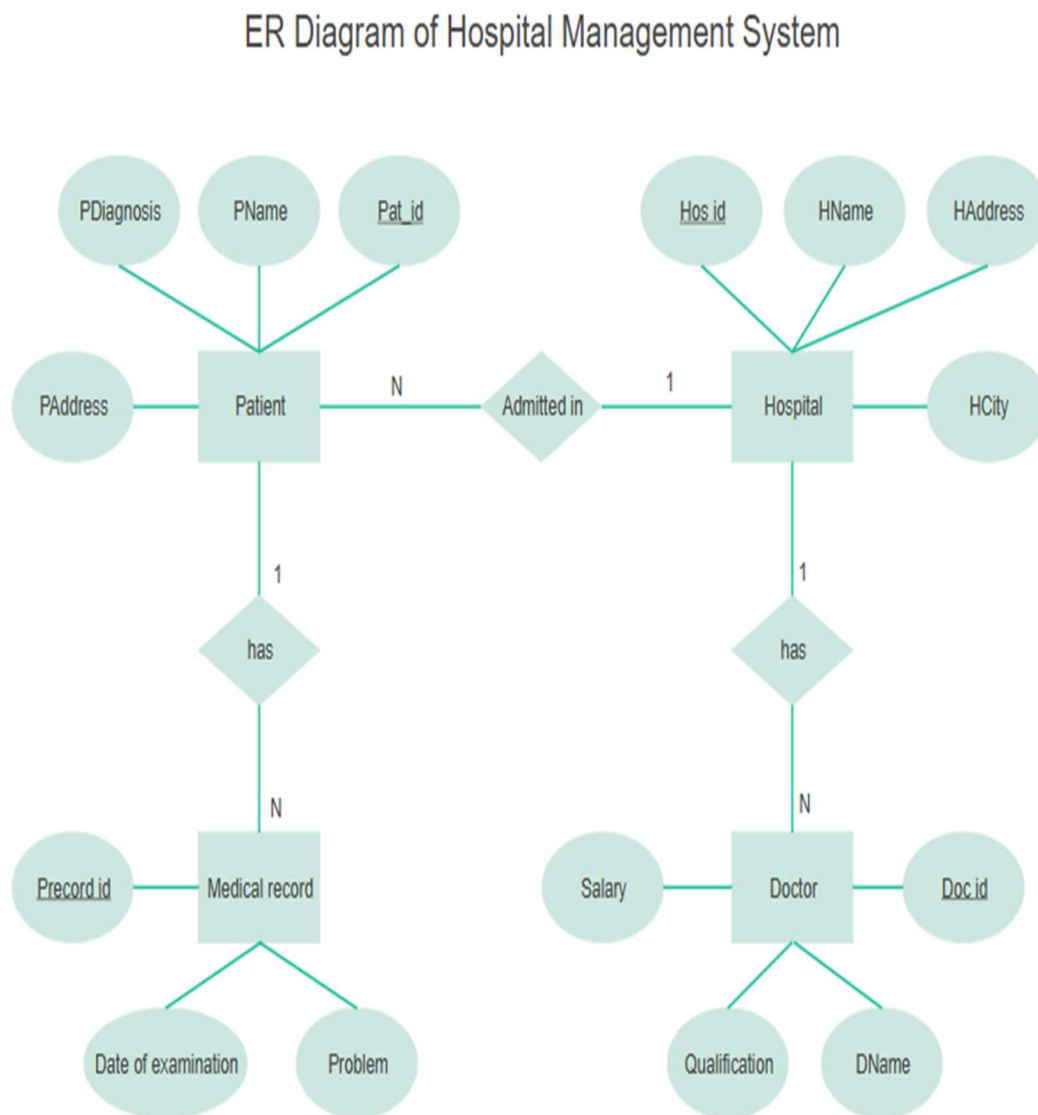 ER Diagram of Hospital Management System
PDiagnosis
PName
Pat_id
Hos id
HName
HAddress
PAddress
Patient
N
Admitted in
1
Hospital
HCity
1
1
has
has
N
N
Precord id
Medical record
Salary
Doctor
Doc id
Date of examination
Problem
Qualification
DName